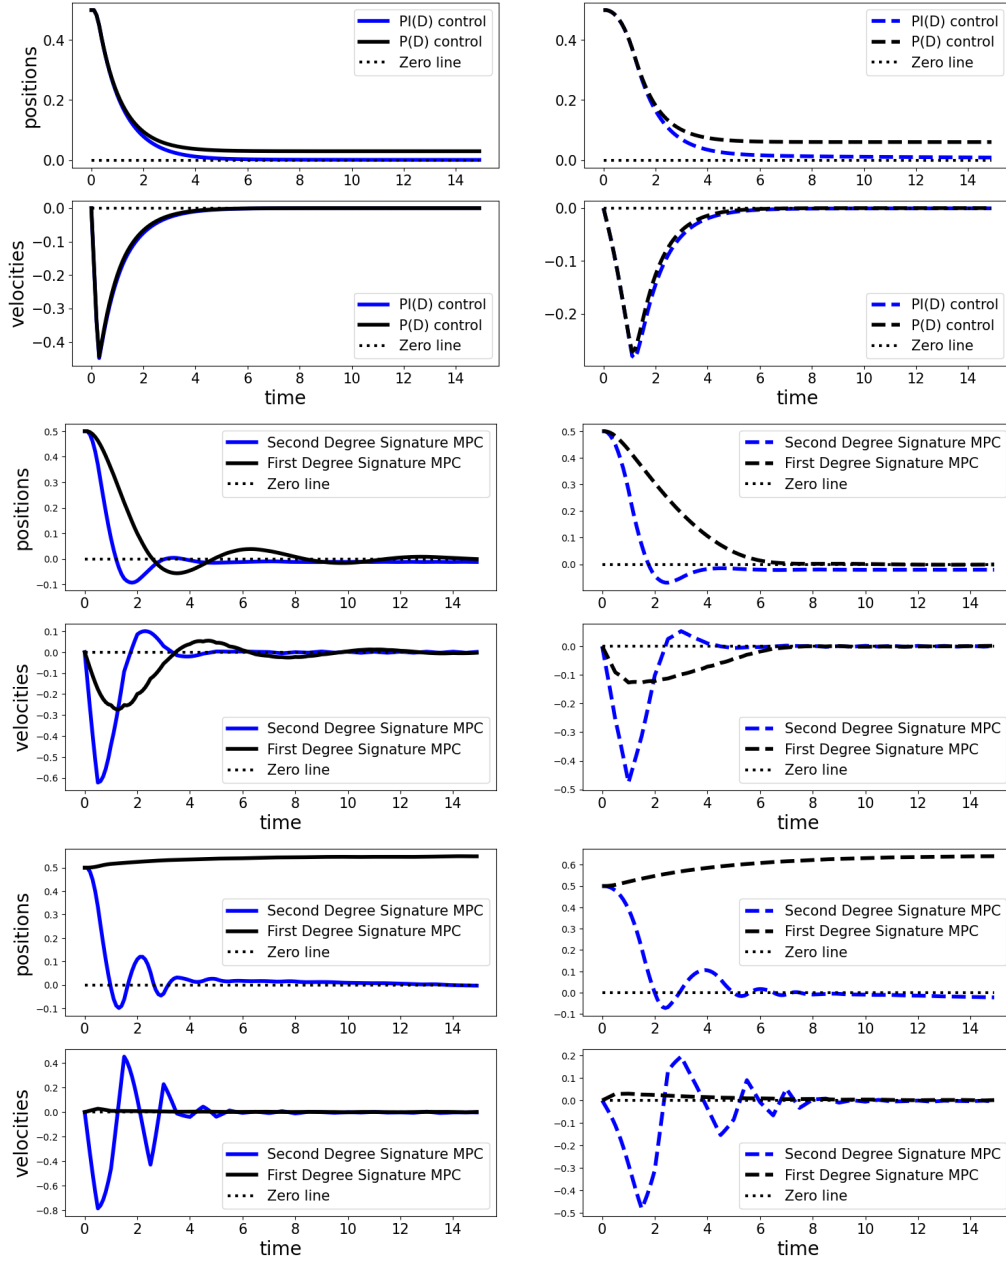 positions
0.4
0.2
0.0
PI(D) control
P(D) control
Zero line
0 2 4 6 8 10 12 14
0.4
0.2
0.0
PI(D) control
P(D) control
Zero line
0 2 4 6 8 10 12 14
velocities
0.0
−0.1
−0.2
−0.3
−0.4
PI(D) control
P(D) control
Zero line
0 2 4 6 8 10 12 14
time
0.0
−0.1
−0.2
PI(D) control
P(D) control
Zero line
0 2 4 6 8 10 12 14
time
positions
0.5
0.4
0.3
0.2
0.1
0.0
−0.1
Second Degree Signature MPC
First Degree Signature MPC
Zero line
0 2 4 6 8 10 12 14
0.5
0.4
0.3
0.2
0.1
0.0
Second Degree Signature MPC
First Degree Signature MPC
Zero line
0 2 4 6 8 10 12 14
velocities
0.1
0.0
−0.1
−0.2
−0.3
−0.4
−0.5
−0.6
Second Degree Signature MPC
First Degree Signature MPC
Zero line
0 2 4 6 8 10 12 14
time
0.0
−0.1
−0.2
−0.3
−0.4
−0.5
Second Degree Signature MPC
First Degree Signature MPC
Zero line
0 2 4 6 8 10 12 14
time
positions
0.5
0.4
0.3
0.2
0.1
0.0
−0.1
Second Degree Signature MPC
First Degree Signature MPC
Zero line
0 2 4 6 8 10 12 14
0.6
0.5
0.4
0.3
0.2
0.1
0.0
−0.1
Second Degree Signature MPC
First Degree Signature MPC
Zero line
0 2 4 6 8 10 12 14
velocities
0.4
0.2
0.0
−0.2
−0.4
−0.6
−0.8
Second Degree Signature MPC
First Degree Signature MPC
Zero line
0 2 4 6 8 10 12 14
time
0.2
0.1
0.0
−0.1
−0.2
−0.3
−0.4
−0.5
Second Degree Signature MPC
First Degree Signature MPC
Zero line
0 2 4 6 8 10 12 14
time